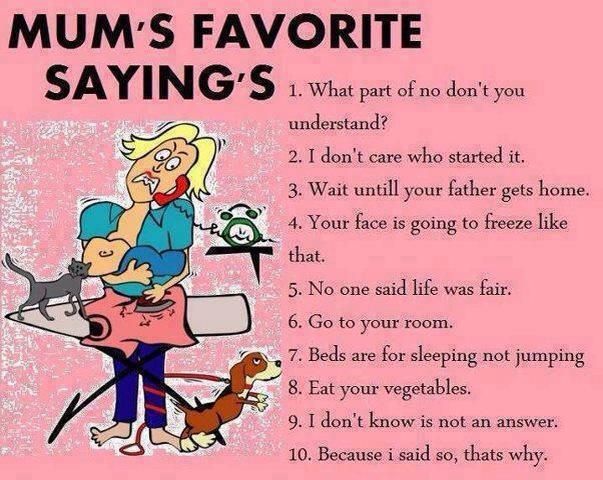 MUM'S FAVORITE
SAYING'S
1. What part of no don't you
understand?
2. I don't care who started it.
3. Wait untill your father gets home.
4. Your face is going to freeze like
that.
5. No one said life was fair.
6. Go to your room.
7. Beds are for sleeping not jumping
8. Eat your vegetables.
9. I don't know is not an answer.
10. Because i said so, thats why.